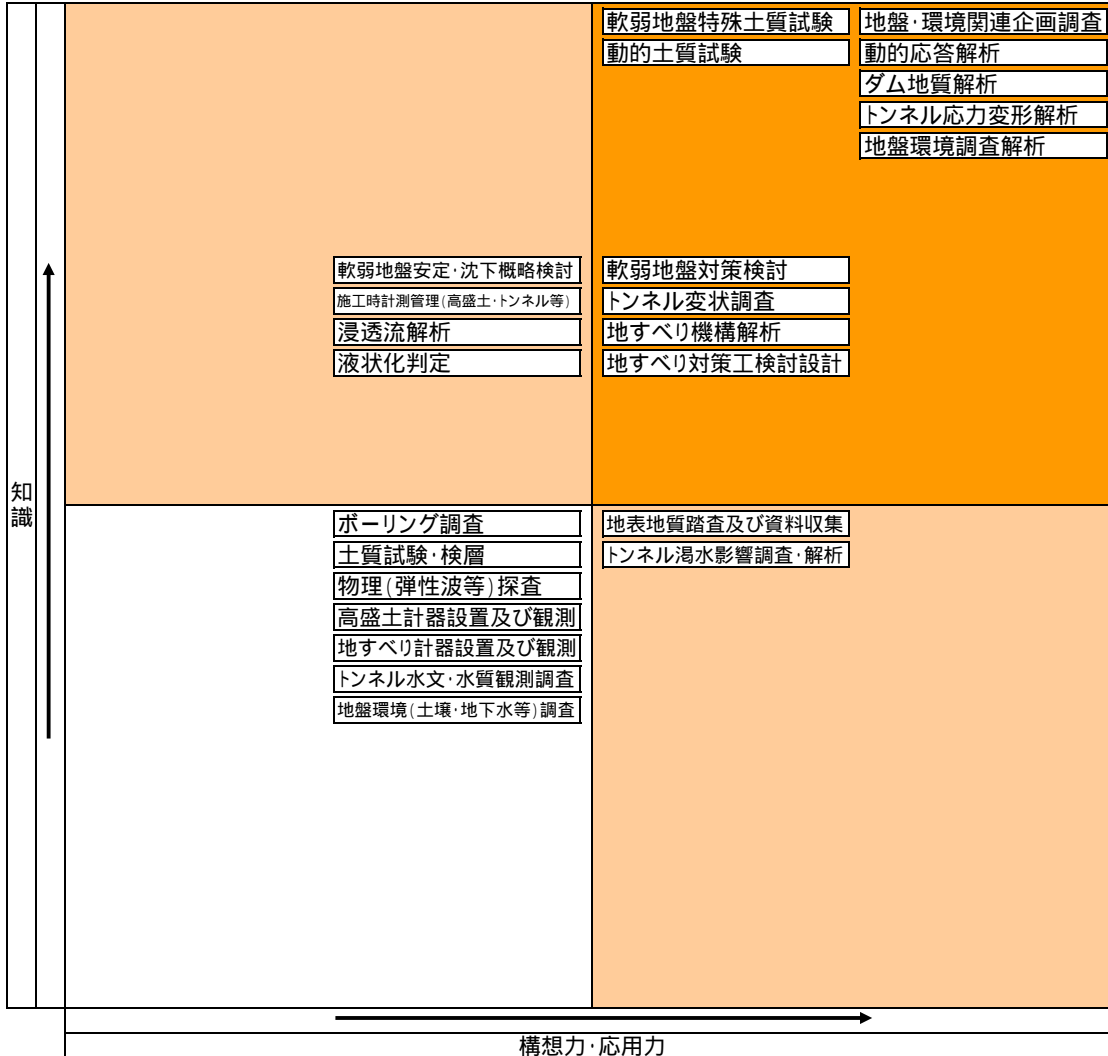 軟弱地盤特殊土質試験
動的土質試験
地盤・環境関連企画調査
動的応答解析
ダム地質解析
トンネル応力変形解析
地盤環境調査解析
軟弱地盤安定・沈下概略検討
施工時計測管理(高盛土・トンネル等)
浸透流解析
液状化判定
軟弱地盤対策検討
トンネル変状調査
地すべり機構解析
地すべり対策工検討設計
知識
ボーリング調査
土質試験・検層
物理(弾性波等)探査
高盛土計器設置及び観測
地すべり計器設置及び観測
トンネル水文・水質観測調査
地盤環境(土壌・地下水等)調査
地表地質踏査及び資料収集
トンネル渇水影響調査・解析
構想力・応用力